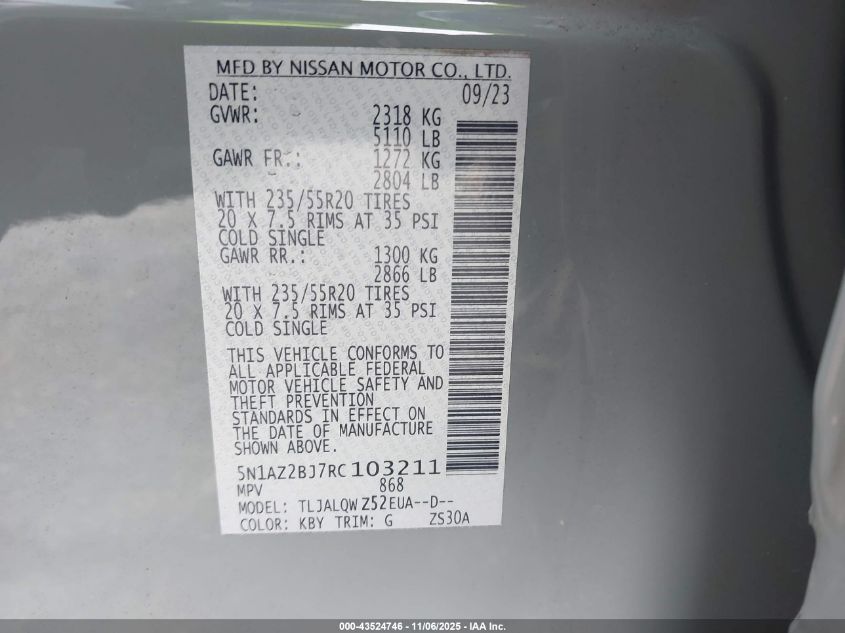 MFD BY NISSAN MOTOR CO., LTD.
DATE: 09/23
GVWR: 2318 KG
5110 LB
GAWR FR.: 1272 KG
2804 LB
WITH 235/55R20 TIRES
20 X 7.5 RIMS AT 35 PSI
COLD SINGLE
GAWR RR.: 1300 KG
2866 LB
WITH 235/55R20 TIRES
20 X 7.5 RIMS AT 35 PSI
COLD SINGLE
THIS VEHICLE CONFORMS TO
ALL APPLICABLE FEDERAL
MOTOR VEHICLE SAFETY AND
THEFT PREVENTION
STANDARDS IN EFFECT ON
THE DATE OF MANUFACTURE
SHOWN ABOVE.
5N1AZ2BJ7RC103211
MPV 868
MODEL: TLJALQW Z52EUA--D--
COLOR: KBY TRIM: G ZS30A
000-43524746 - 11/06/2025 - IAA Inc.